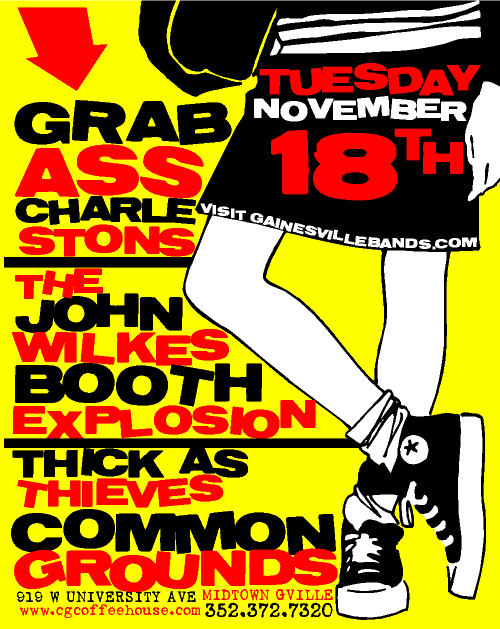 TUESDAY
NOVEMBER
18TH
VISIT GAINESVILLEBANDS.COM
GRAB
ASS
CHARLE
STONS
THE
JOHN
WILKES
BOOTH
EXPLOSION
THICK AS
THIEVES
COMMON
GROUNDS
919 W UNIVERSITY AVE MIDTOWN GVILLE
www.cgcoffeehouse.com 352.372.7320